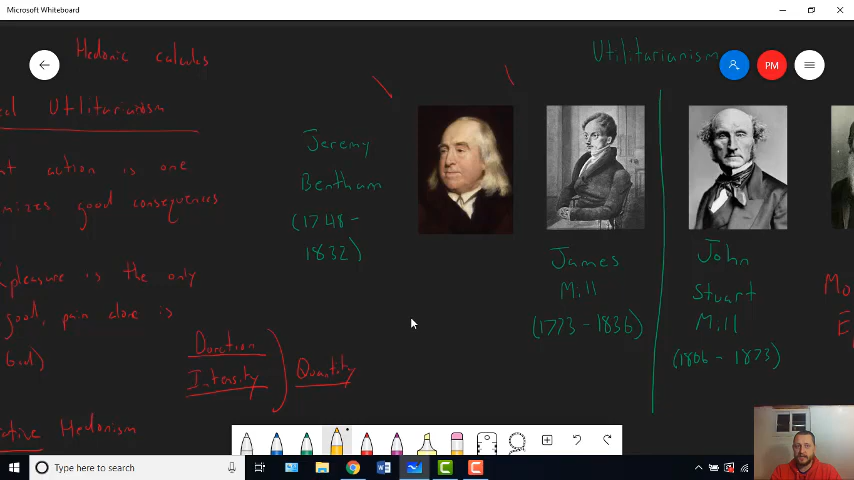 Microsoft Whiteboard
Hedonic calculus
Utilitarianism
PM
Utilitarianism
action is one
good consequences
pleasure is the only
good, pain alone is
Bad)
Duration
Intensity
Quantity
Hedonism
Jeremy
Bentham
(1748-
1832)
James
Mill
(1773-1836)
John
Stuart
Mill
(1806-1873)
Type here to search